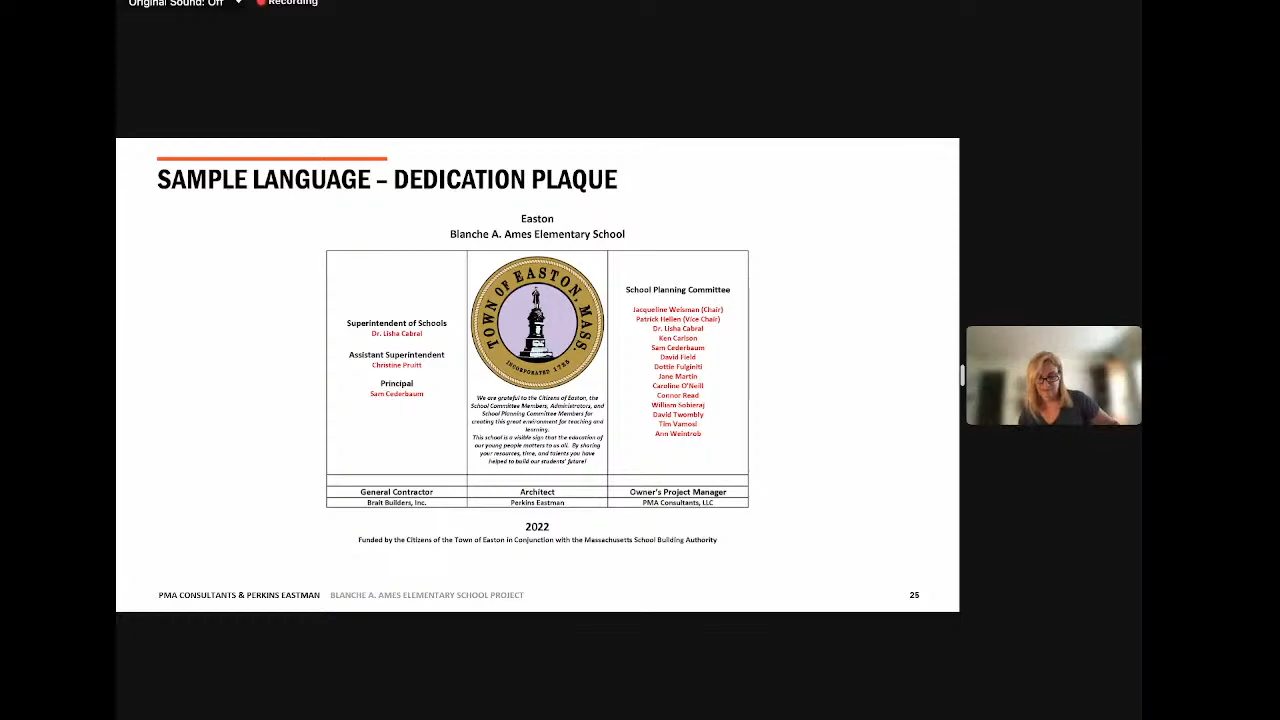 Original Sound: Off
Recording
SAMPLE LANGUAGE – DEDICATION PLAQUE
Easton
Blanche A. Ames Elementary School
Superintendent of Schools
Dr. Lisha Cabral
Assistant Superintendent
Christine Pruitt
Principal
Sam Cederbaum
TOWN OF EASTON, MASS.
INCORPORATED 1725
We are grateful to the Citizens of Easton, the
School Committee Members, Administrators, and
School Planning Committee Members for
creating this great environment for teaching and
learning.
This school is a visible sign that the education of
our young people matters to us all. By sharing
your resources, time, and talents you have
helped to build our students' future!
School Planning Committee
Jacqueline Weisman (Chair)
Patrick Hellen (Vice Chair)
Dr. Lisha Cabral
Ken Carlson
Sam Cederbaum
David Field
Dottie Fulginiti
Jane Martin
Caroline O'Neill
Connor Read
William Sobieraj
David Twombly
Tim Vamosi
Ann Weintrob
General Contractor
Architect
Owner's Project Manager
Brait Builders, Inc.
Perkins Eastman
PMA Consultants, LLC
2022
Funded by the Citizens of the Town of Easton in Conjunction with the Massachusetts School Building Authority
PMA CONSULTANTS & PERKINS EASTMAN
BLANCHE A. AMES ELEMENTARY SCHOOL PROJECT
25